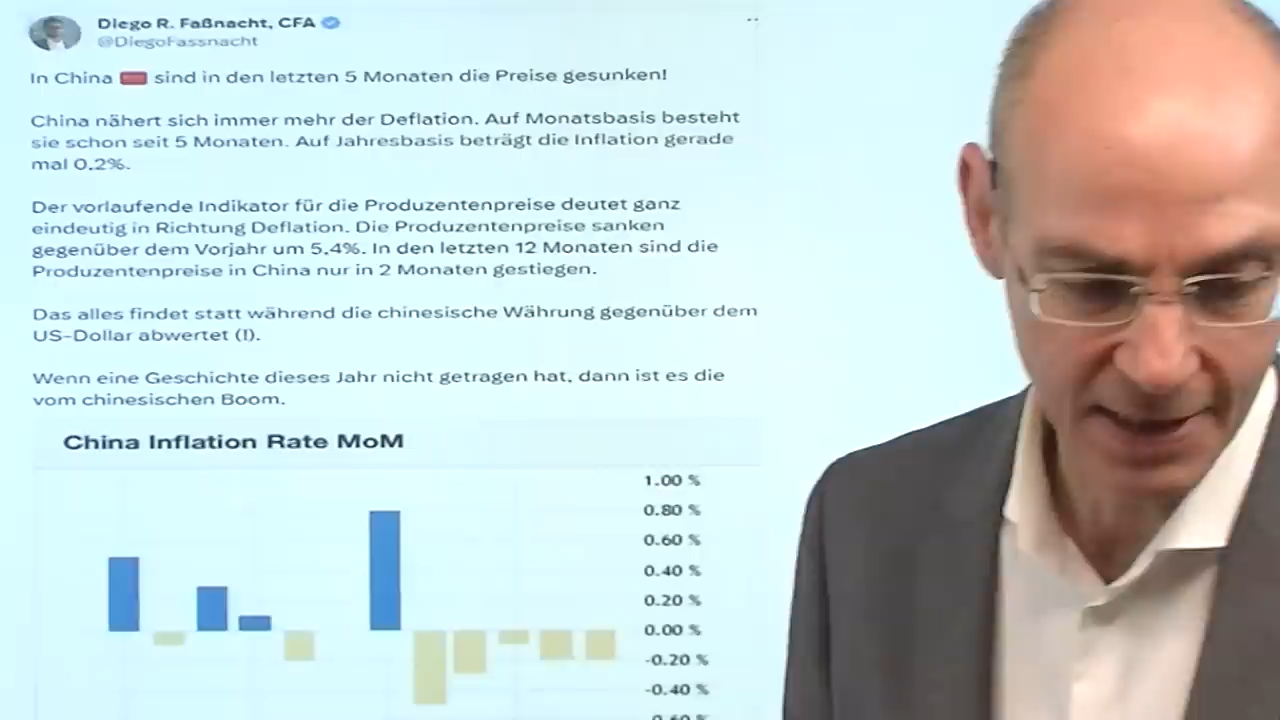 Diego R. Faßnacht, CFA
@DiegoFassnacht
In China sind in den letzten 5 Monaten die Preise gesunken!
China nähert sich immer mehr der Deflation. Auf Monatsbasis besteht
sie schon seit 5 Monaten. Auf Jahresbasis beträgt die Inflation gerade
mal 0.2%.
Der vorlaufende Indikator für die Produzentenpreise deutet ganz
eindeutig in Richtung Deflation. Die Produzentenpreise sanken
gegenüber dem Vorjahr um 5.4%. In den letzten 12 Monaten sind die
Produzentenpreise in China nur in 2 Monaten gestiegen.
Das alles findet statt während die chinesische Währung gegenüber dem
US-Dollar abwertet (!).
Wenn eine Geschichte dieses Jahr nicht getragen hat, dann ist es die
vom chinesischen Boom.
China Inflation Rate MoM
1.00 %
0.80 %
0.60 %
0.40 %
0.20 %
0.00 %
-0.20 %
-0.40 %